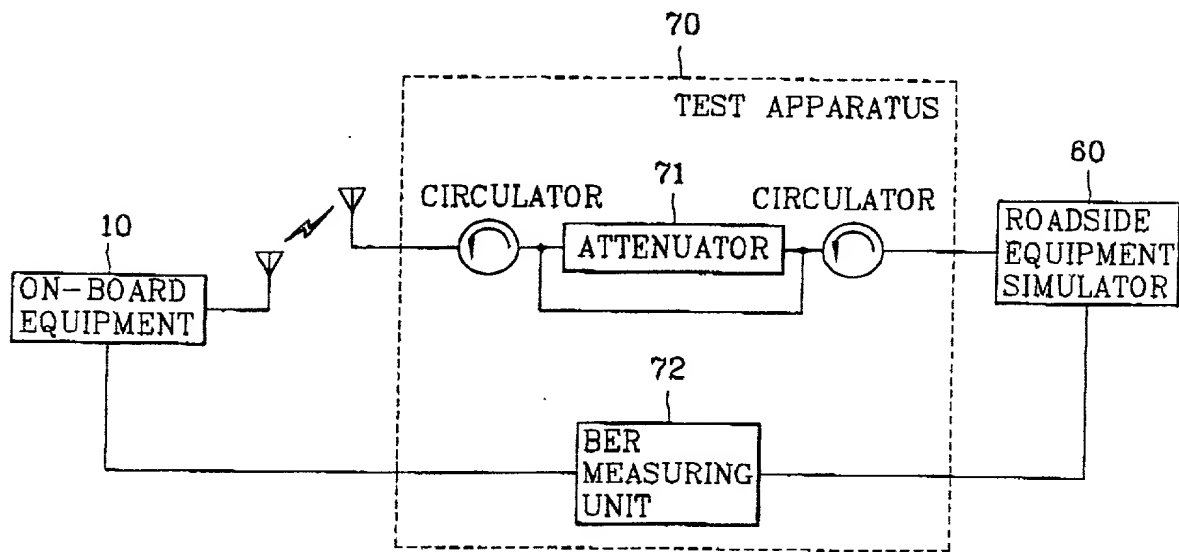 70
TEST APPARATUS
60
71
CIRCULATOR
CIRCULATOR
ROADSIDE
EQUIPMENT
SIMULATOR
ATTENUATOR
10
ON-BOARD
EQUIPMENT
72
BER
MEASURING
UNIT